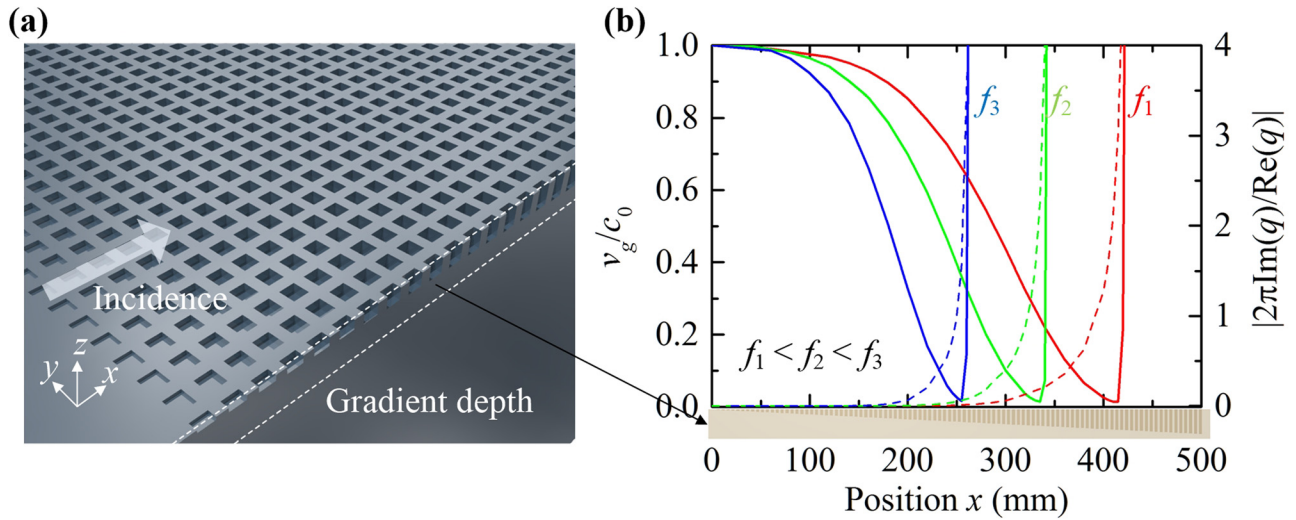 (a)
Incidence
z
y
x
Gradient depth
(b)
1.0
0.8
0.6
0.4
0.2
0.0
v_g/c_0
f_3
f_2
f_1
f_1 < f_2 < f_3
4
3
2
1
0
|2πIm(q)/Re(q)|
0 100 200 300 400 500
Position x (mm)